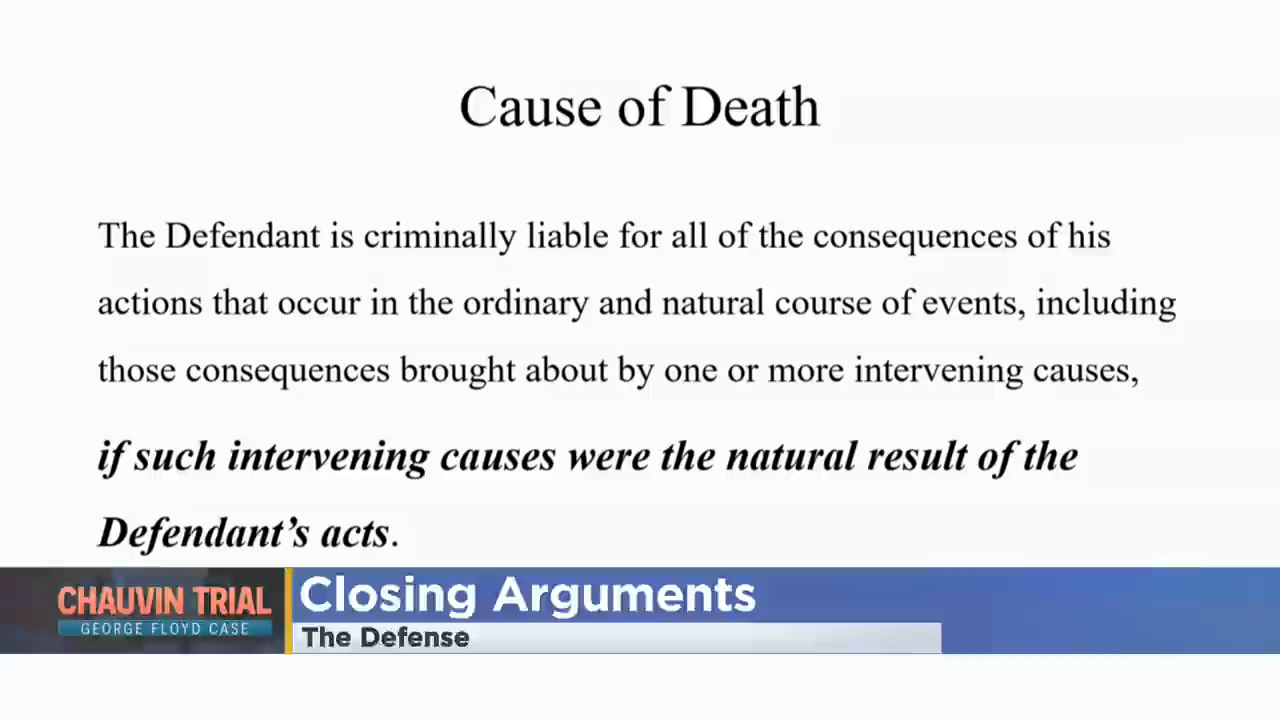 Cause of Death
The Defendant is criminally liable for all of the consequences of his
actions that occur in the ordinary and natural course of events, including
those consequences brought about by one or more intervening causes,
if such intervening causes were the natural result of the
Defendant’s acts.
CHAUVIN TRIAL
GEORGE FLOYD CASE
Closing Arguments
The Defense